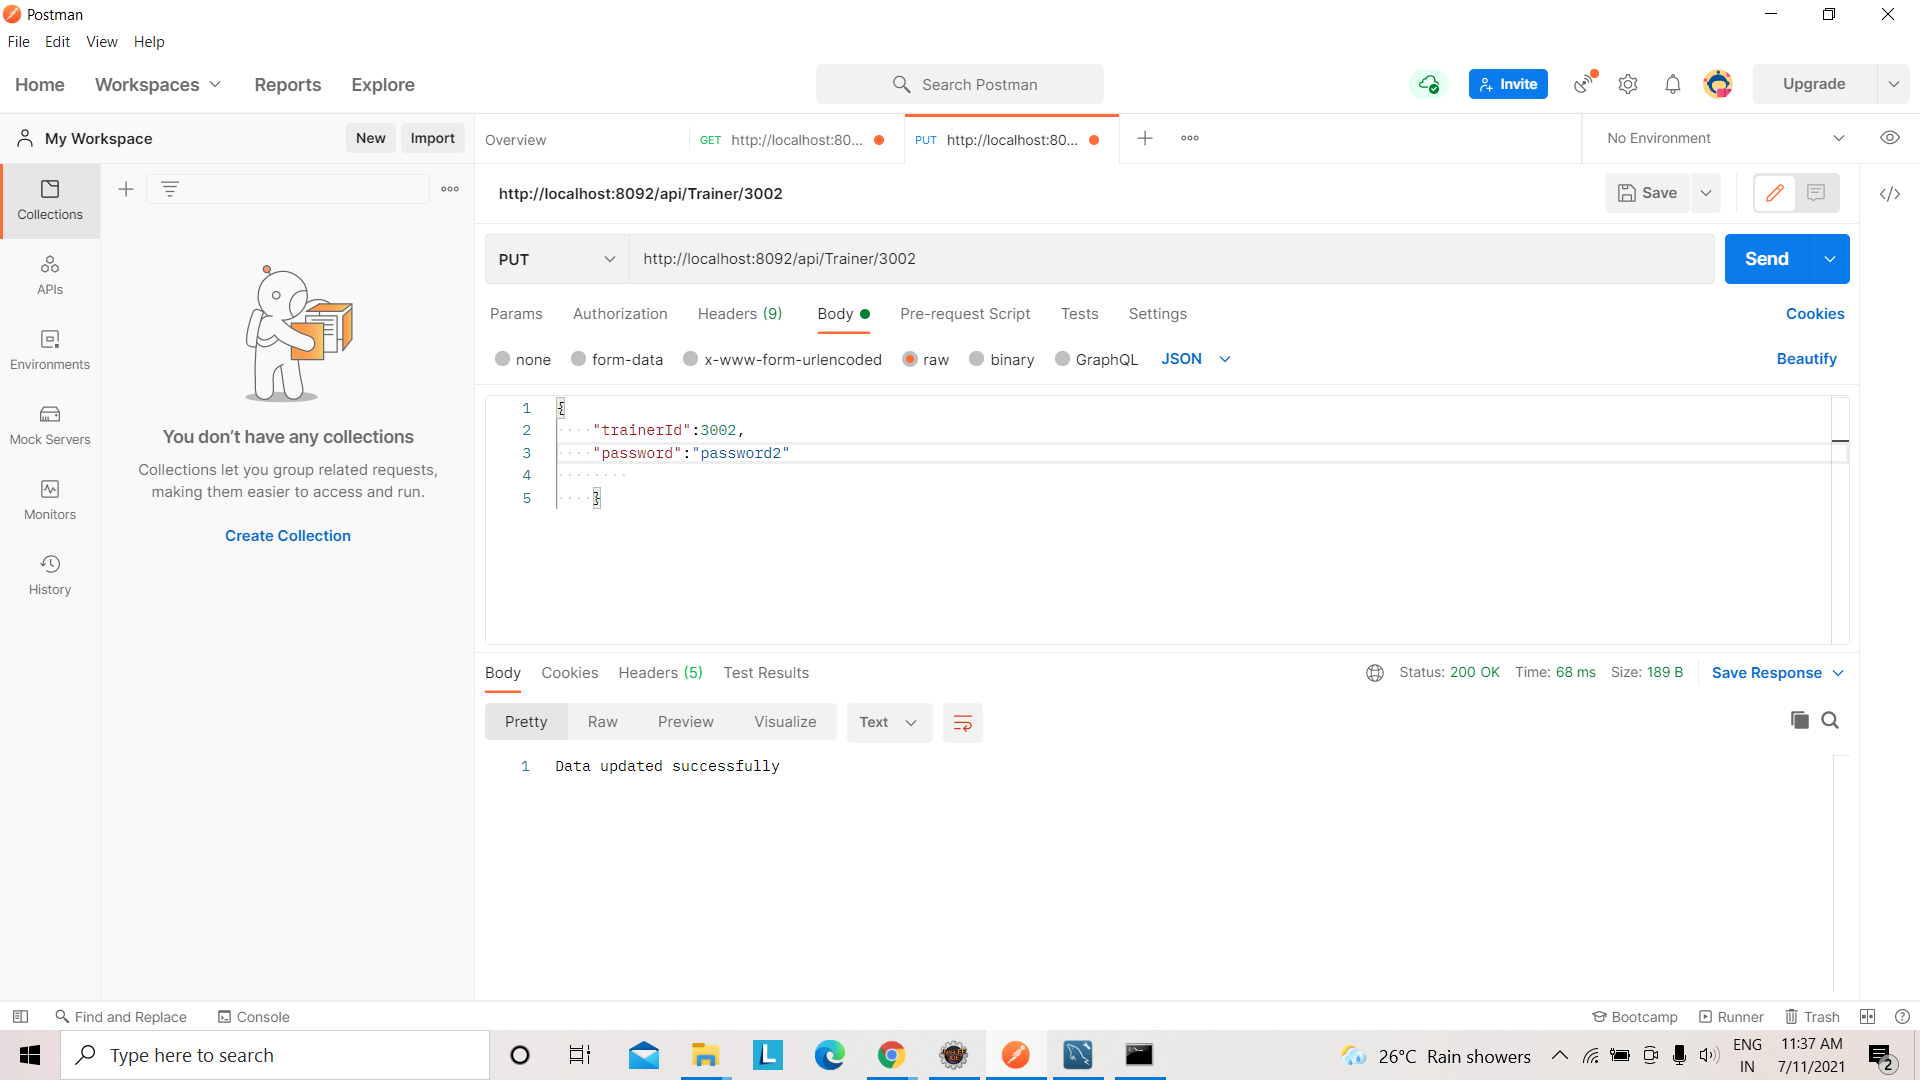 Postman
File Edit View Help
Home Workspaces Reports Explore
Search Postman
Invite
Upgrade
My Workspace
New Import
Overview
GET http://localhost:80...
PUT http://localhost:80...
No Environment
Collections
APIs
Environments
Mock Servers
Monitors
History
You don't have any collections
Collections let you group related requests,
making them easier to access and run.
Create Collection
http://localhost:8092/api/Trainer/3002
Save
PUT http://localhost:8092/api/Trainer/3002
Send
Params Authorization Headers (9) Body Pre-request Script Tests Settings
Cookies
none form-data x-www-form-urlencoded raw binary GraphQL JSON
Beautify
1 {
2 "trainerId":3002,
3 "password":"password2"
4
5 }
Body Cookies Headers (5) Test Results
Status: 200 OK Time: 68 ms Size: 189 B Save Response
Pretty Raw Preview Visualize Text
1 Data updated successfully
Find and Replace Console
Bootcamp Runner Trash
Type here to search
L
26°C Rain showers
ENG
IN
11:37 AM
7/11/2021
2